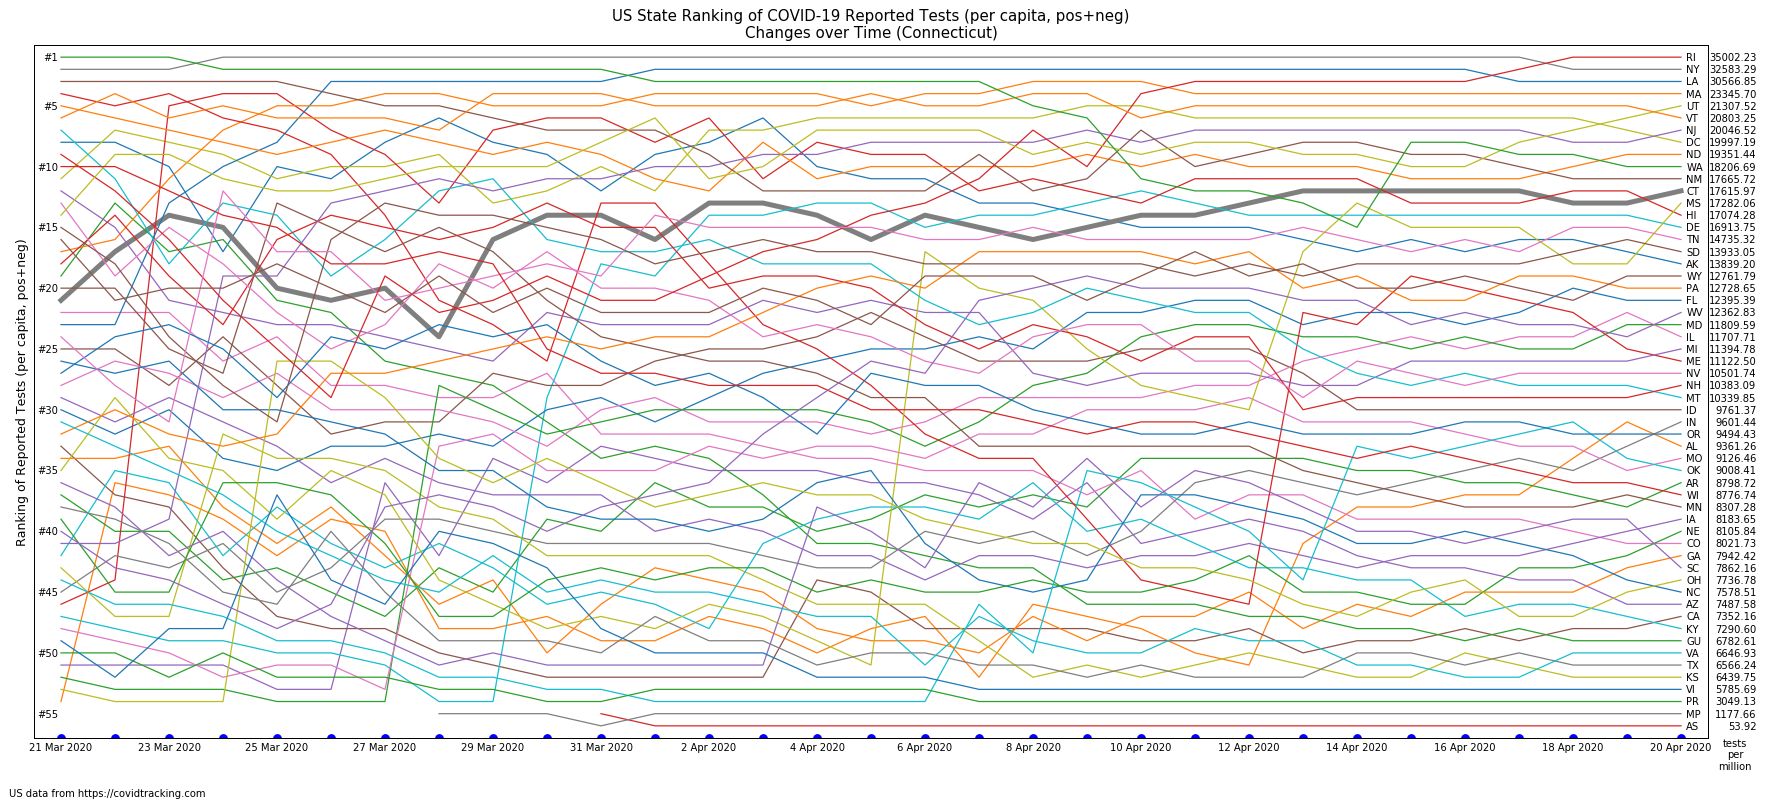 US State Ranking of COVID-19 Reported Tests (per capita, pos+neg)
Changes over Time (Connecticut)
Ranking of Reported Tests (per capita, pos+neg)
#1
#5
#10
#15
#20
#25
#30
#35
#40
#45
#50
#55
RI 35002.23
NY 32583.29
LA 30566.85
MA 23345.70
UT 21307.52
VT 20803.25
NJ 20046.52
DC 19997.19
ND 19351.44
WA 18206.69
NM 17665.72
CT 17615.97
MS 17282.06
HI 17074.28
DE 16913.75
TN 14735.32
SD 13933.05
AK 13839.20
WY 12761.79
PA 12728.65
FL 12395.39
WV 12362.83
MD 11809.59
IL 11707.71
MI 11394.78
ME 11122.50
NV 10501.74
NH 10383.09
MT 10339.85
ID 9761.37
IN 9601.44
OR 9494.43
AL 9361.26
MO 9126.46
OK 9008.41
AR 8798.72
WI 8776.74
MN 8307.28
IA 8183.65
NE 8105.84
CO 8021.73
GA 7942.42
SC 7862.16
OH 7736.78
NC 7578.51
AZ 7487.58
CA 7352.16
KY 7290.60
GU 6782.61
VA 6646.93
TX 6566.24
KS 6439.75
VI 5785.69
PR 3049.13
MP 1177.66
AS 53.92
21 Mar 2020 23 Mar 2020 25 Mar 2020 27 Mar 2020 29 Mar 2020 31 Mar 2020 2 Apr 2020 4 Apr 2020 6 Apr 2020 8 Apr 2020 10 Apr 2020 12 Apr 2020 14 Apr 2020 16 Apr 2020 18 Apr 2020 20 Apr 2020
tests
per
million
US data from https://covidtracking.com